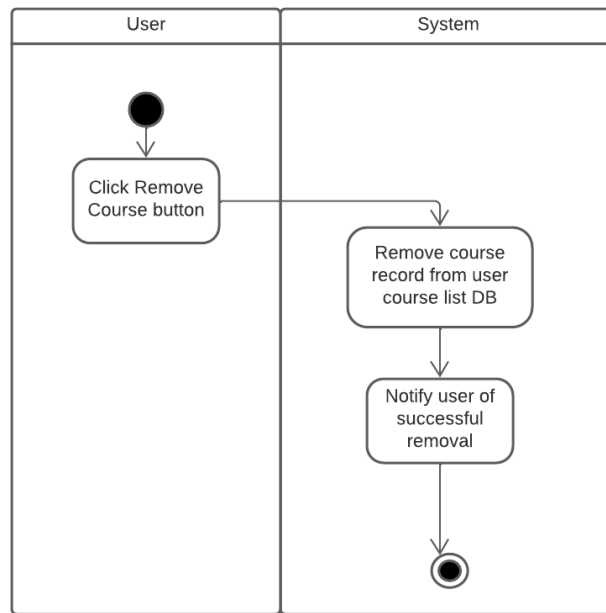 User
System
Click Remove
Course button
Remove course
record from user
course list DB
Notify user of
successful
removal